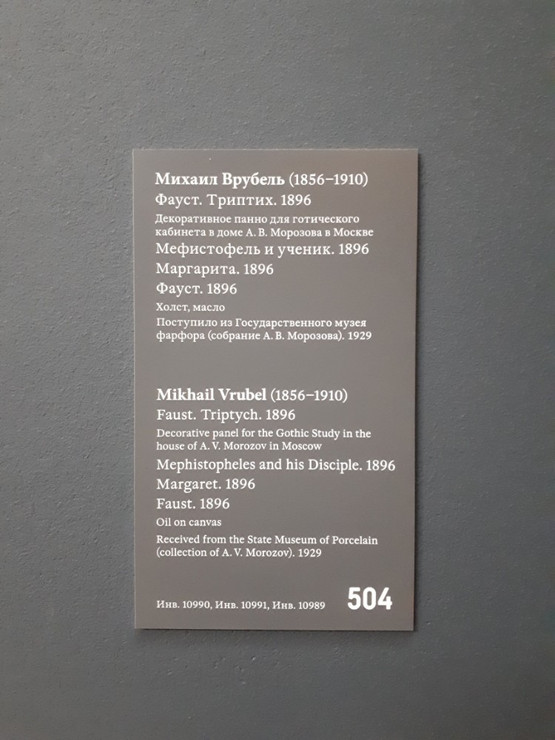 Михаил Врубель (1856–1910)
Фауст. Триптих. 1896
Декоративное панно для готического
кабинета в доме А. В. Морозова в Москве
Мефистофель и ученик. 1896
Маргарита. 1896
Фауст. 1896
Холст, масло
Поступило из Государственного музея
фарфора (собрание А. В. Морозова). 1929
Mikhail Vrubel (1856–1910)
Faust. Triptych. 1896
Decorative panel for the Gothic Study in the
house of A. V. Morozov in Moscow
Mephistopheles and his Disciple. 1896
Margaret. 1896
Faust. 1896
Oil on canvas
Received from the State Museum of Porcelain
(collection of A. V. Morozov). 1929
Инв. 10990, Инв. 10991, Инв. 10989 504